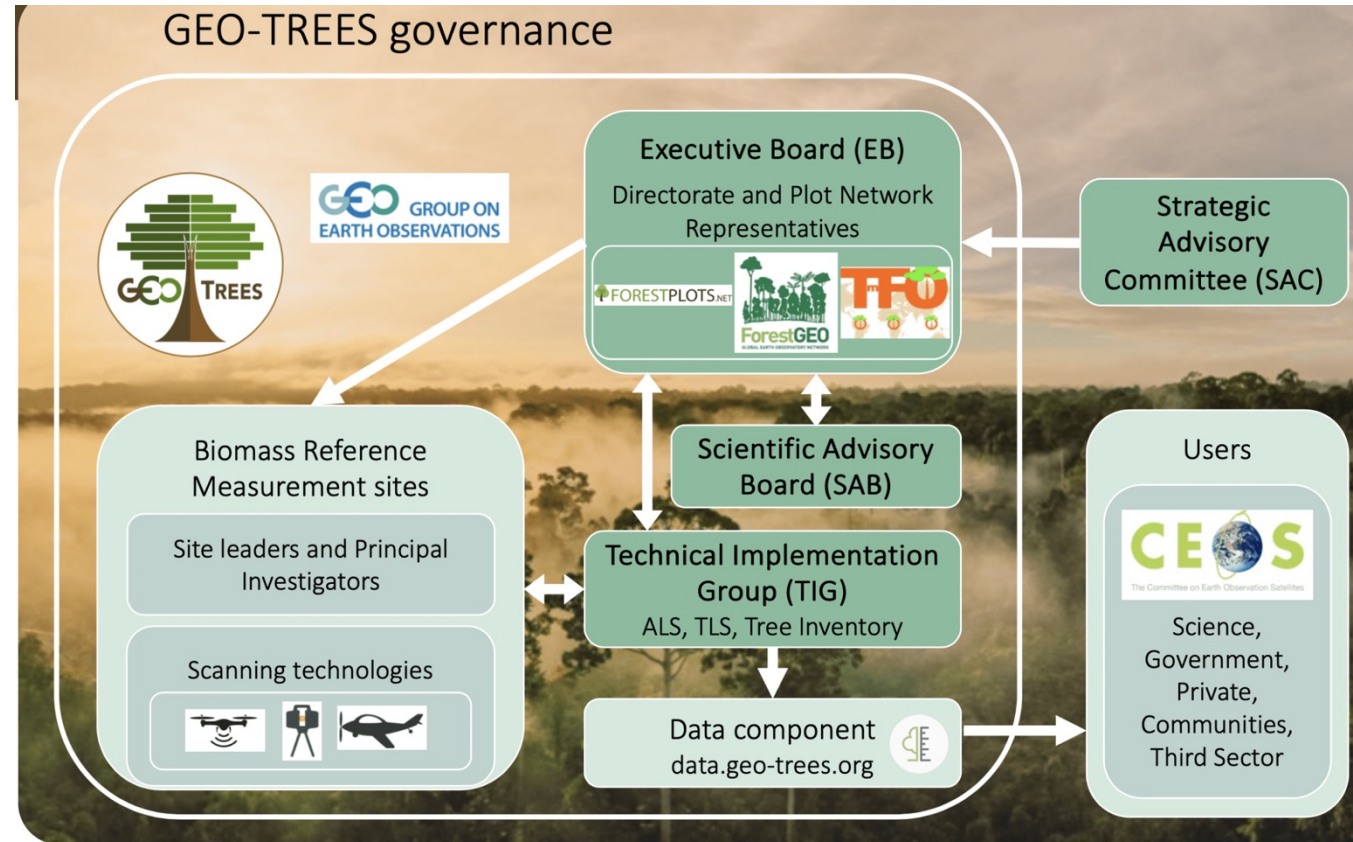 GEO-TREES governance
GEO TREES
GEO GROUP ON
EARTH OBSERVATIONS
Executive Board (EB)
Directorate and Plot Network
Representatives
FORESTPLOTS.NET
ForestGEO
GLOBAL EARTH OBSERVATORY NETWORK
TmFO
Strategic
Advisory
Committee (SAC)
Biomass Reference
Measurement sites
Site leaders and Principal
Investigators
Scanning technologies
Scientific Advisory
Board (SAB)
Technical Implementation
Group (TIG)
ALS, TLS, Tree Inventory
Data component
data.geo-trees.org
Users
CEOS
The Committee on Earth Observation Satellites
Science,
Government,
Private,
Communities,
Third Sector